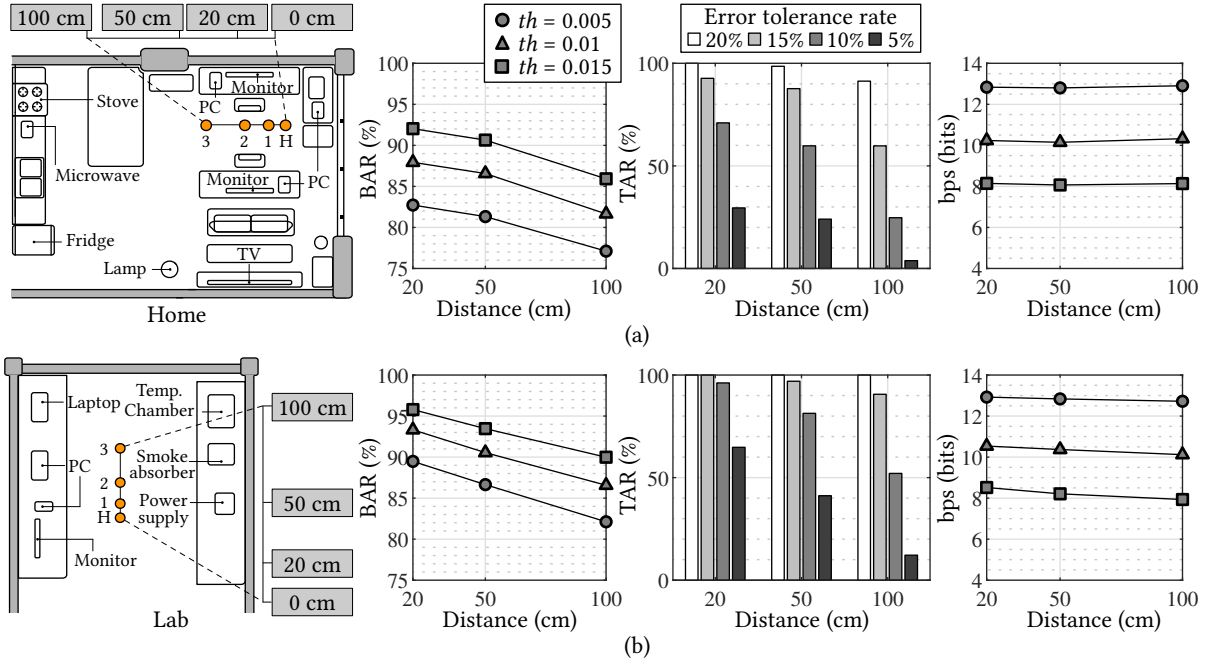 100 cm 50 cm 20 cm 0 cm
Monitor
PC
Stove
3 2 1 H
Microwave
Monitor
PC
Fridge
TV
Lamp
Home
th = 0.005
th = 0.01
th = 0.015
Error tolerance rate
20% 15% 10% 5%
BAR (%)
100
95
90
85
80
75
20 50 100
Distance (cm)
TAR (%)
100
50
0
20 50 100
Distance (cm)
bps (bits)
14
12
10
8
6
4
20 50 100
Distance (cm)
(a)
Laptop
Temp.
Chamber
100 cm
3
PC
Smoke
absorber
2
1
H
Power
supply
50 cm
Monitor
20 cm
0 cm
Lab
BAR (%)
100
95
90
85
80
75
20 50 100
Distance (cm)
TAR (%)
100
50
0
20 50 100
Distance (cm)
bps (bits)
14
12
10
8
6
4
20 50 100
Distance (cm)
(b)